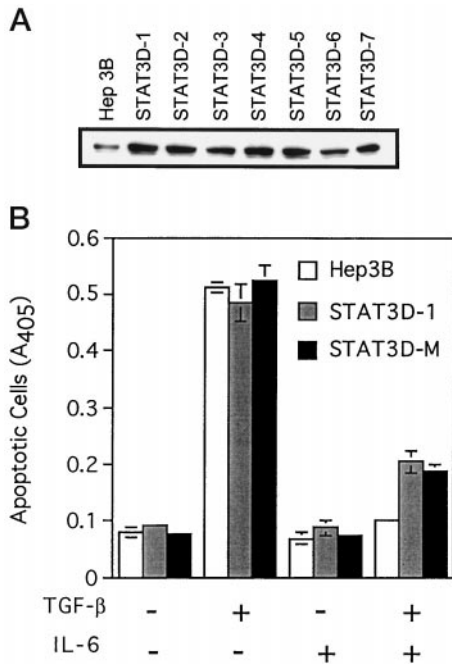 A
Hep 3B
STAT3D-1
STAT3D-2
STAT3D-3
STAT3D-4
STAT3D-5
STAT3D-6
STAT3D-7
B
0.6
0.5
0.4
0.3
0.2
0.1
0
Apoptotic Cells (A405)
Hep3B
STAT3D-1
STAT3D-M
TGF-β - + - +
IL-6 - - + +